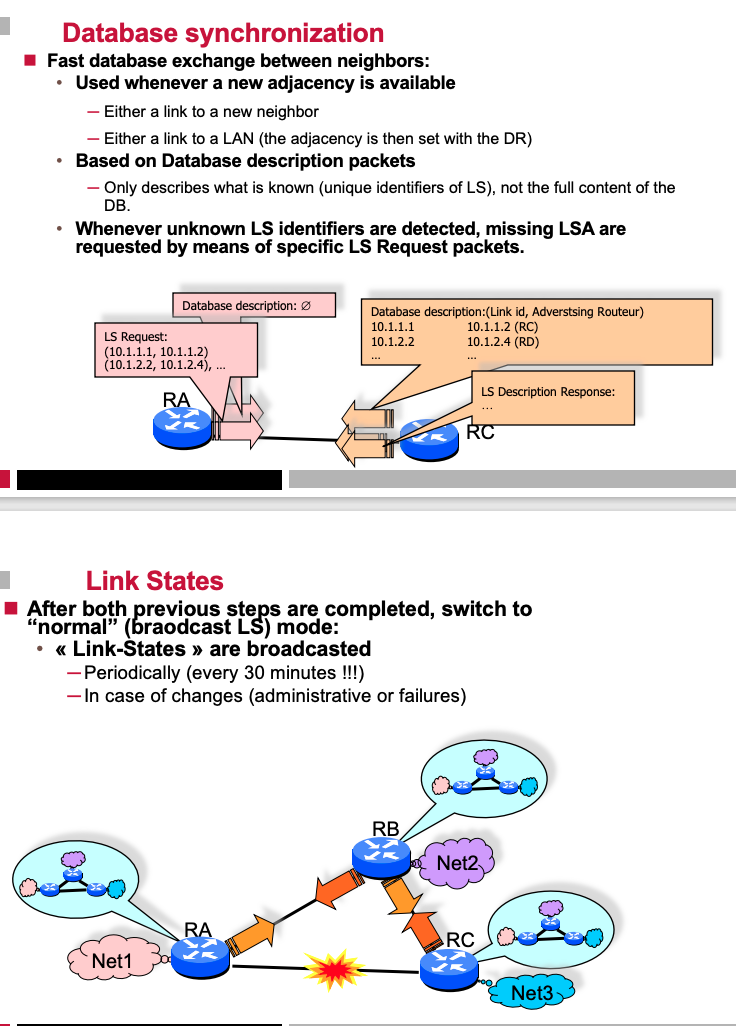 Database synchronization
Fast database exchange between neighbors:
Used whenever a new adjacency is available
Either a link to a new neighbor
Either a link to a LAN (the adjacency is then set with the DR)
Based on Database description packets
Only describes what is known (unique identifiers of LS), not the full content of the
DB.
Whenever unknown LS identifiers are detected, missing LSA are
requested by means of specific LS Request packets.
Database description: ∅
Database description:(Link id, Adverstsing Routeur)
10.1.1.1 10.1.1.2 (RC)
10.1.2.2 10.1.2.4 (RD)
... ...
LS Request:
(10.1.1.1, 10.1.1.2)
(10.1.2.2, 10.1.2.4), ...
LS Description Response:
...
RA
RC
Link States
After both previous steps are completed, switch to
“normal” (braodcast LS) mode:
« Link-States » are broadcasted
Periodically (every 30 minutes !!!)
In case of changes (administrative or failures)
RB
Net2
RA
Net1
RC
Net3